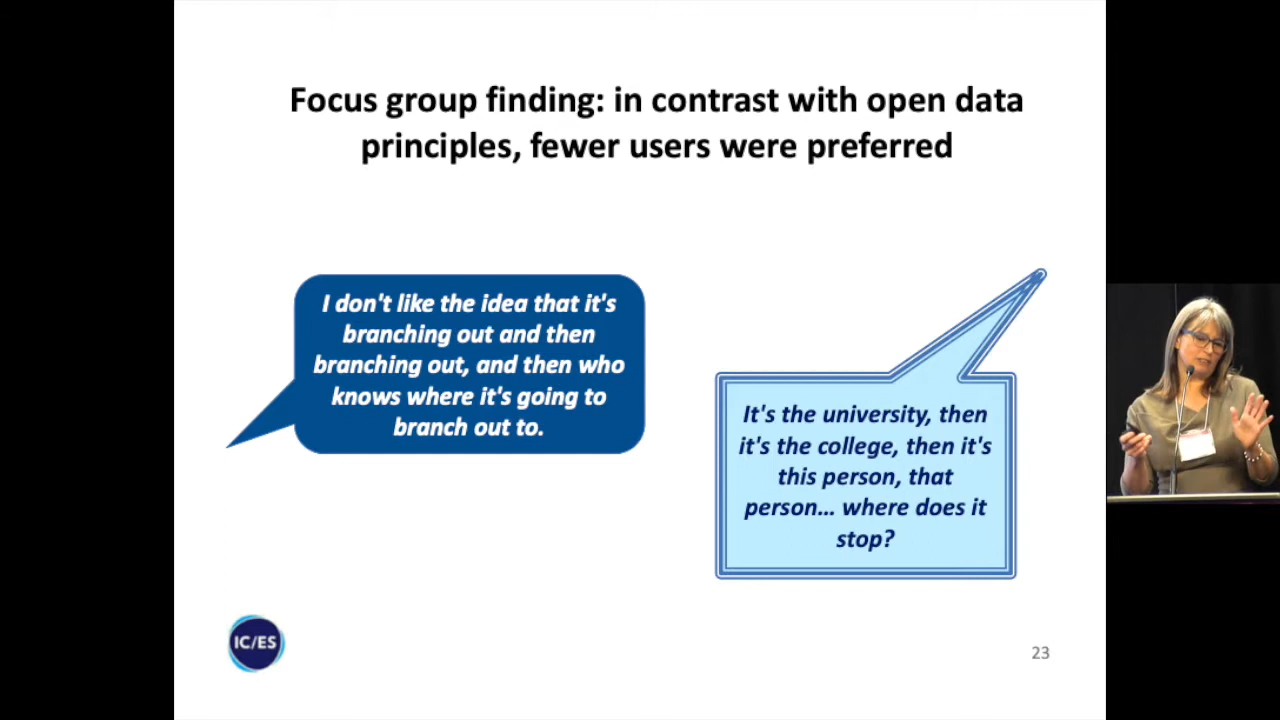 Focus group finding: in contrast with open data
principles, fewer users were preferred
I don't like the idea that it's
branching out and then
branching out, and then who
knows where it's going to
branch out to.
It's the university, then
it's the college, then it's
this person, that
person... where does it
stop?
IC/ES
23